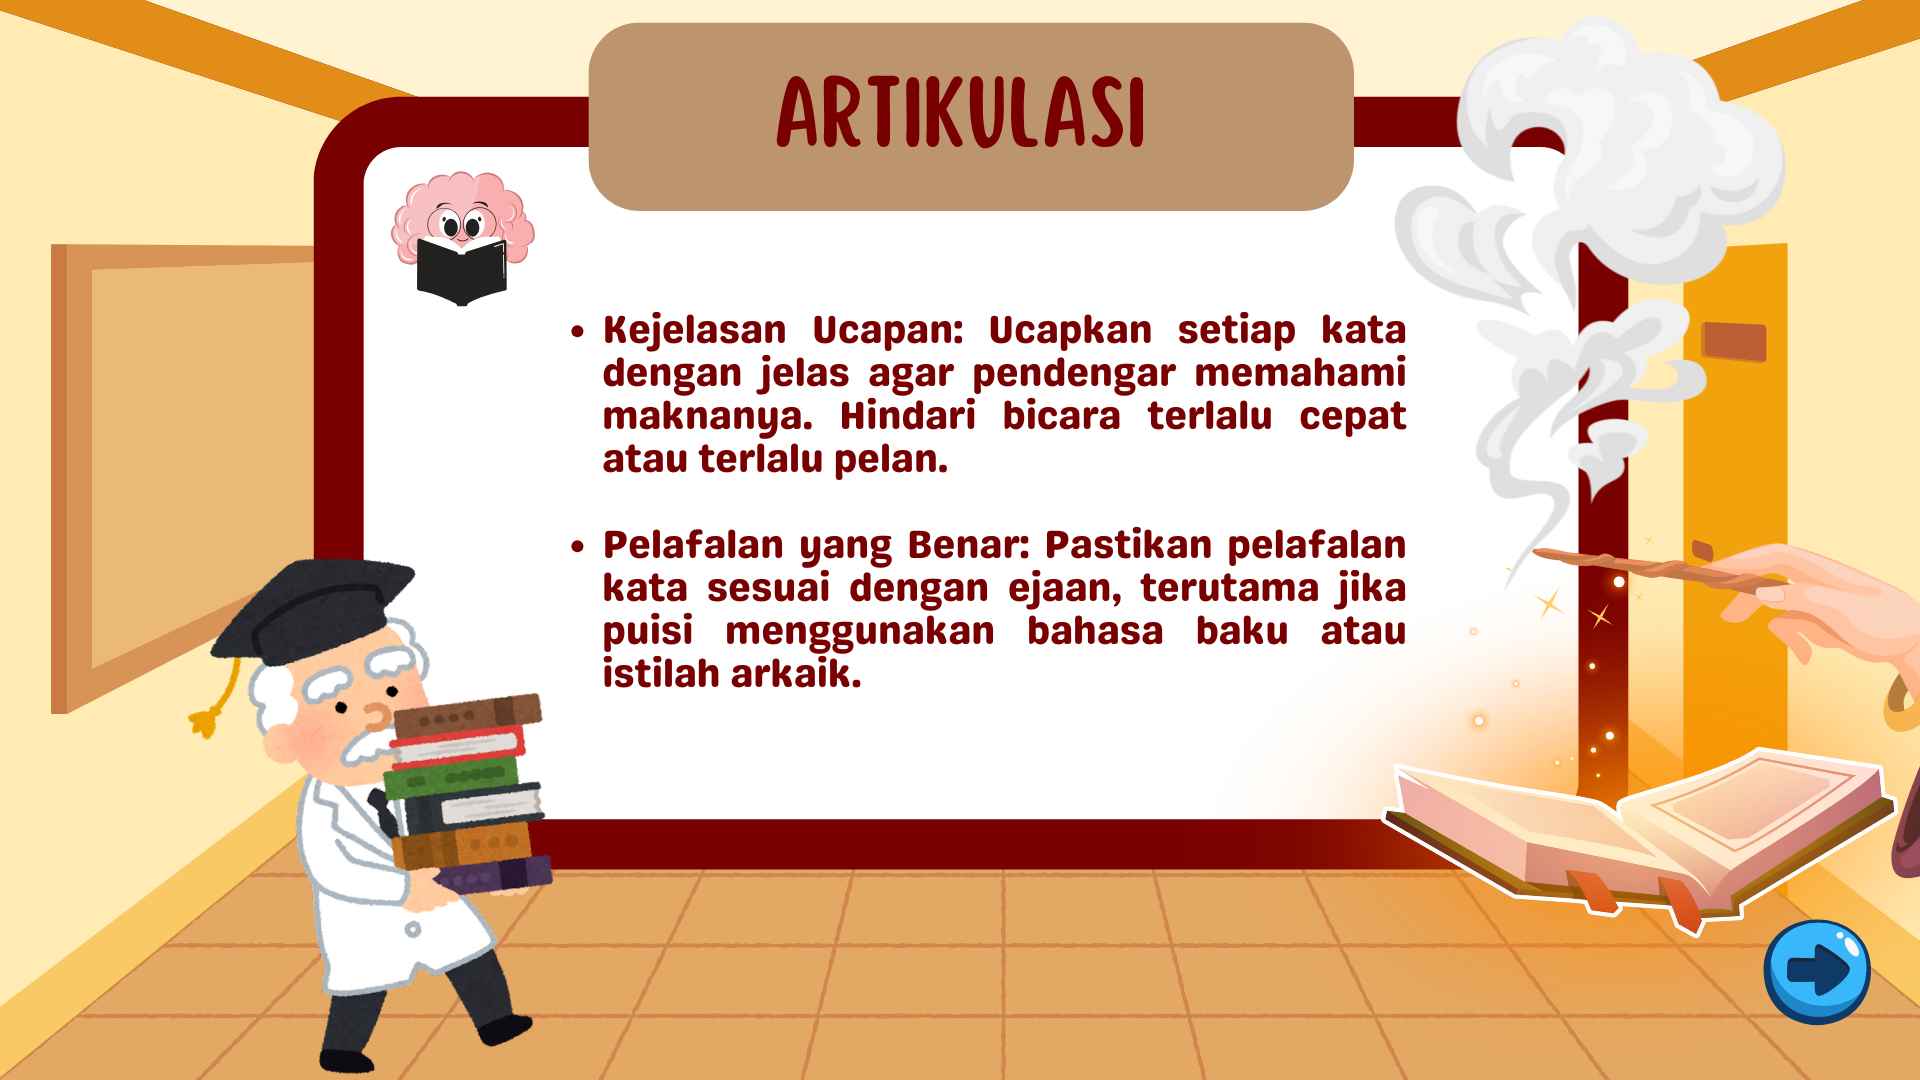 ARTIKULASI
• Kejelasan Ucapan: Ucapkan setiap kata
dengan jelas agar pendengar memahami
maknanya. Hindari bicara terlalu cepat
atau terlalu pelan.
• Pelafalan yang Benar: Pastikan pelafalan
kata sesuai dengan ejaan, terutama jika
puisi menggunakan bahasa baku atau
istilah arkaik.